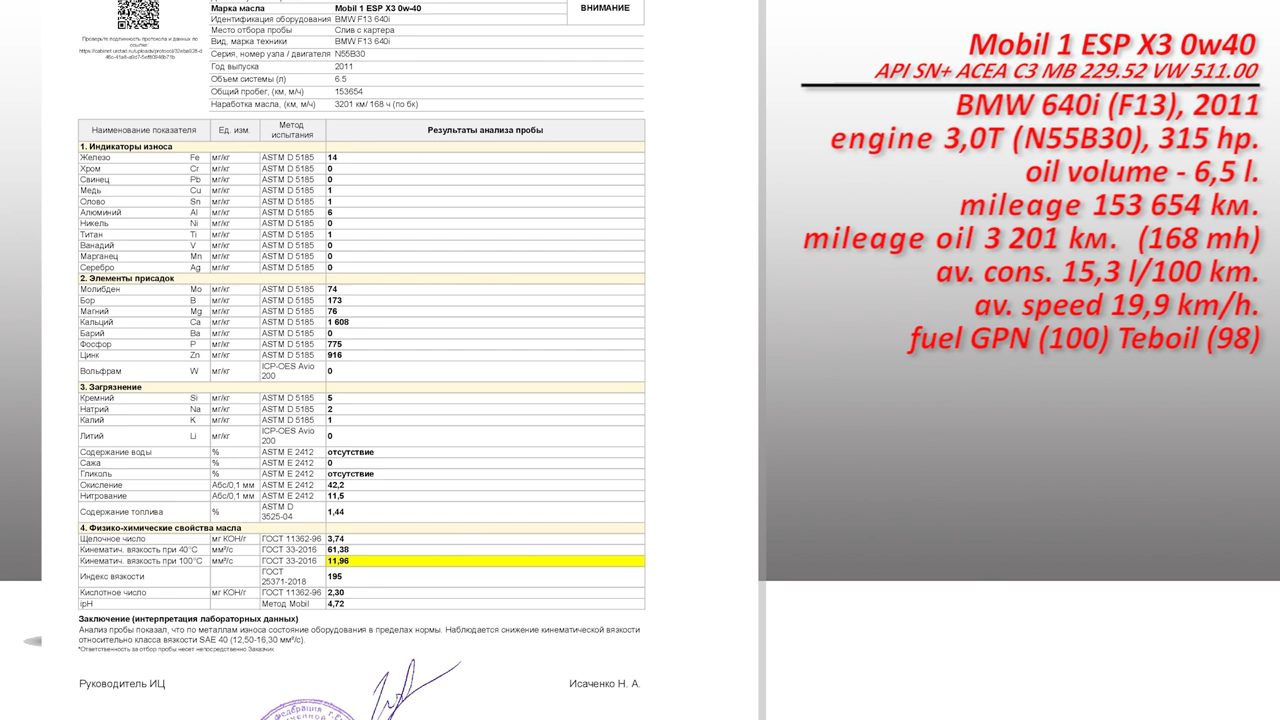 Марка масла Mobil 1 ESP X3 0w-40
ВНИМАНИЕ
Идентификация оборудования BMW F13 640i
Место отбора пробы Слив с картера
Вид, марка техники BMW F13 640i
Серия, номер узла / двигателя N55B30
Год выпуска 2011
Объем системы (л) 6.5
Общий пробег, (км, м/ч) 153654
Наработка масла, (км, м/ч) 3201 км/ 168 ч (по бк)
Проверьте подлинность протокола и данных по
ссылке:
Наименование показателя Ед. изм. Метод испытания Результаты анализа пробы
1. Индикаторы износа
Железо Fe мг/кг ASTM D 5185 14
Хром Cr мг/кг ASTM D 5185 0
Свинец Pb мг/кг ASTM D 5185 0
Медь Cu мг/кг ASTM D 5185 1
Олово Sn мг/кг ASTM D 5185 1
Алюминий Al мг/кг ASTM D 5185 6
Никель Ni мг/кг ASTM D 5185 0
Титан Ti мг/кг ASTM D 5185 1
Ванадий V мг/кг ASTM D 5185 0
Марганец Mn мг/кг ASTM D 5185 0
Серебро Ag мг/кг ASTM D 5185 0
2. Элементы присадок
Молибден Mo мг/кг ASTM D 5185 74
Бор B мг/кг ASTM D 5185 173
Магний Mg мг/кг ASTM D 5185 76
Кальций Ca мг/кг ASTM D 5185 1 608
Барий Ba мг/кг ASTM D 5185 0
Фосфор P мг/кг ASTM D 5185 775
Цинк Zn мг/кг ASTM D 5185 916
Вольфрам W мг/кг ICP-OES Avio 200 0
3. Загрязнение
Кремний Si мг/кг ASTM D 5185 5
Натрий Na мг/кг ASTM D 5185 2
Калий K мг/кг ASTM D 5185 1
Литий Li мг/кг ICP-OES Avio 200 0
Содержание воды % ASTM E 2412 отсутствие
Сажа % ASTM E 2412 0
Гликоль % ASTM E 2412 отсутствие
Окисление Абс/0,1 мм ASTM E 2412 42,2
Нитрование Абс/0,1 мм ASTM E 2412 11,5
Содержание топлива % ASTM D 3525-04 1,44
4. Физико-химические свойства масла
Щелочное число мг КОН/г ГОСТ 11362-96 3,74
Кинематич. вязкость при 40°С мм²/с ГОСТ 33-2016 61,38
Кинематич. вязкость при 100°С мм²/с ГОСТ 33-2016 11,96
Индекс вязкости ГОСТ 25371-2018 195
Кислотное число мг КОН/г ГОСТ 11362-96 2,30
ipH Метод Mobil 4,72
Заключение (интерпретация лабораторных данных)
Анализ пробы показал, что по металлам износа состояние оборудования в пределах нормы. Наблюдается снижение кинематической вязкости
относительно класса вязкости SAE 40 (12,50-16,30 мм²/с).
*Ответственность за отбор пробы несет непосредственно Заказчик
Руководитель ИЦ Исаченко Н. А.
Mobil 1 ESP X3 0w40
API SN+ ACEA C3 MB 229.52 VW 511.00
BMW 640i (F13), 2011
engine 3,0T (N55B30), 315 hp.
oil volume - 6,5 l.
mileage 153 654 км.
mileage oil 3 201 км. (168 mh)
av. cons. 15,3 l/100 km.
av. speed 19,9 km/h.
fuel GPN (100) Teboil (98)